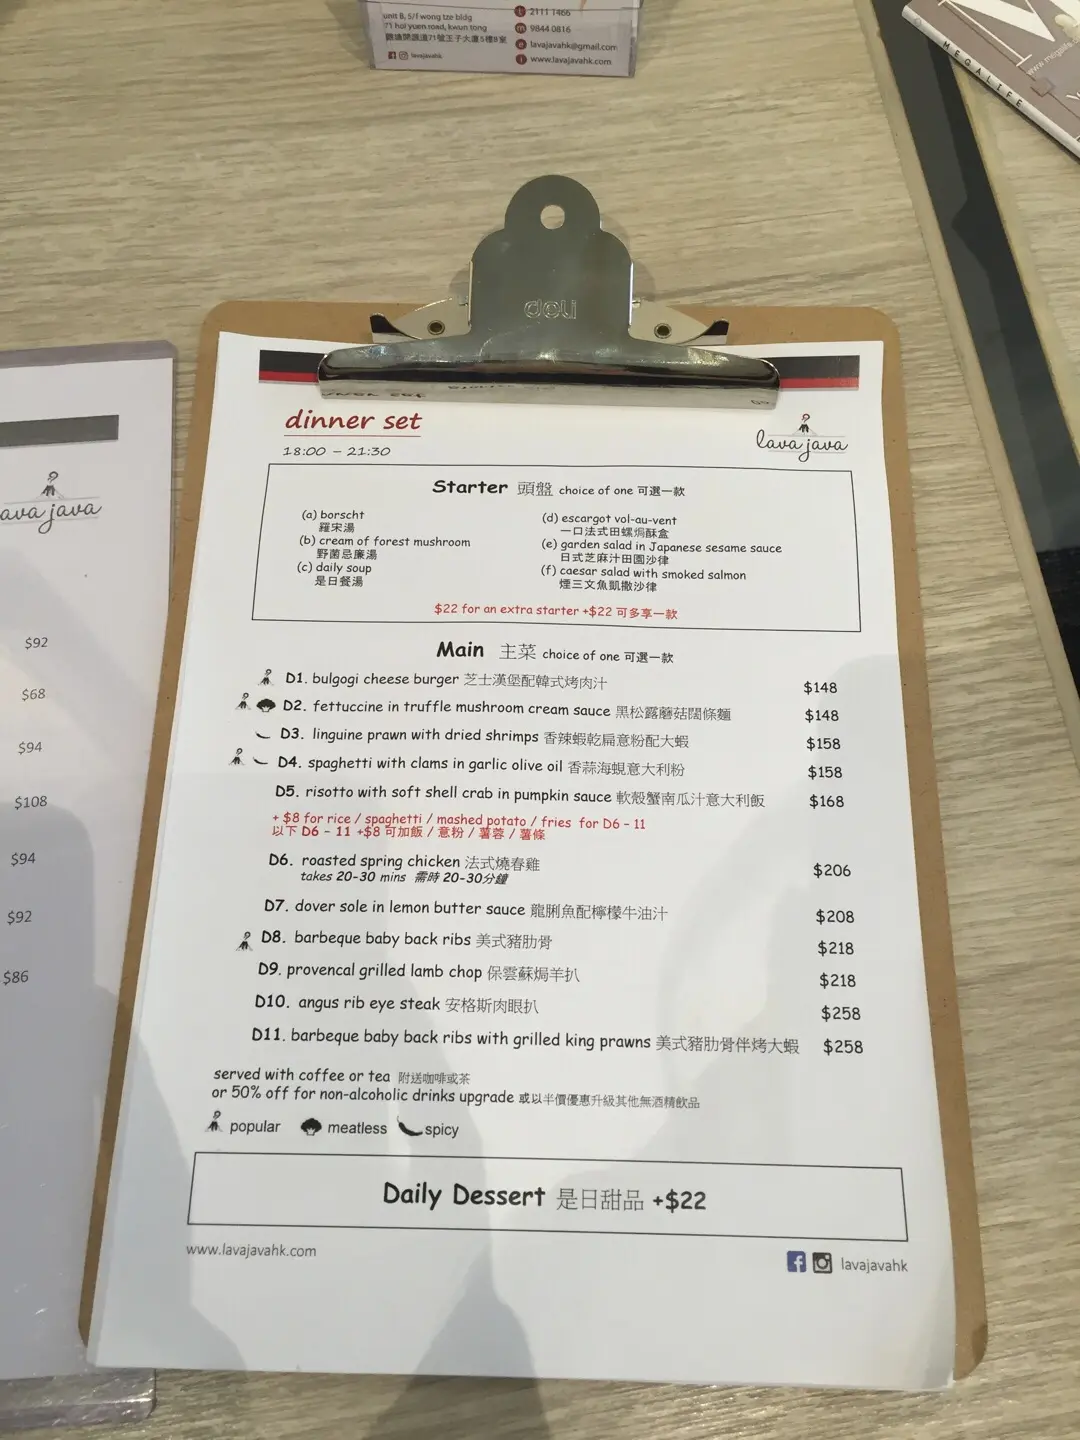 unit B, 5/f wong tze bldg
71 hoi yuen road, kwun tong
觀塘開源道71號王子大廈5樓B室
lavajavahk
2111 1466
9844 0816
lavajavahk@gmail.com
www.lavajavahk.com
MEGALIFE
deli
ava java
$92
$68
$94
$108
$94
$92
$86
dinner set
18:00 – 21:30
lava java
Starter 頭盤 choice of one 可選一款
(a) borscht
羅宋湯
(b) cream of forest mushroom
野菌忌廉湯
(c) daily soup
是日餐湯
(d) escargot vol-au-vent
一口法式田螺焗酥盒
(e) garden salad in Japanese sesame sauce
日式芝麻汁田園沙律
(f) caesar salad with smoked salmon
煙三文魚凱撒沙律
$22 for an extra starter +$22 可多享一款
Main 主菜 choice of one 可選一款
D1. bulgogi cheese burger 芝士漢堡配韓式烤肉汁 $148
D2. fettuccine in truffle mushroom cream sauce 黑松露蘑菇闊條麵 $148
D3. linguine prawn with dried shrimps 香辣蝦乾扁意粉配大蝦 $158
D4. spaghetti with clams in garlic olive oil 香蒜海蜆意大利粉 $158
D5. risotto with soft shell crab in pumpkin sauce 軟殼蟹南瓜汁意大利飯 $168
+ $8 for rice / spaghetti / mashed potato / fries for D6 – 11
以下 D6 – 11 +$8 可加飯 / 意粉 / 薯蓉 / 薯條
D6. roasted spring chicken 法式燒春雞 $206
takes 20-30 mins 需時 20-30分鐘
D7. dover sole in lemon butter sauce 龍脷魚配檸檬牛油汁 $208
D8. barbeque baby back ribs 美式豬肋骨 $218
D9. provencal grilled lamb chop 保雲蘇焗羊扒 $218
D10. angus rib eye steak 安格斯肉眼扒 $258
D11. barbeque baby back ribs with grilled king prawns 美式豬肋骨伴烤大蝦 $258
served with coffee or tea 附送咖啡或茶
or 50% off for non-alcoholic drinks upgrade 或以半價優惠升級其他無酒精飲品
popular meatless spicy
Daily Dessert 是日甜品 +$22
www.lavajavahk.com
lavajavahk